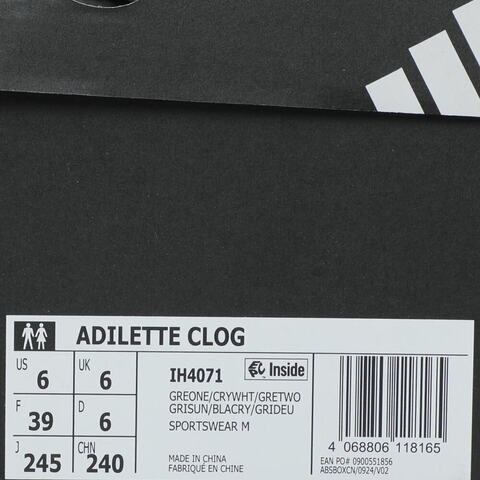 ADILETTE CLOG
US UK
6 6
F D
39 6
J CHN
245 240
IH4071 Inside
GREONE/CRYWHT/GRETWO
GRISUN/BLACRY/GRIDEU
SPORTSWEAR M
MADE IN CHINA
FABRIQUÉ EN CHINE
4 068806 118165
EAN PO# 0900551856
ABSBOXCN/0924/V02